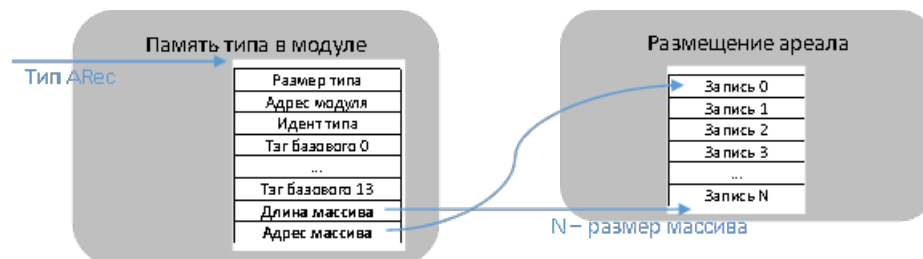 Память типа в модуле
Тип ARec
Размер типа
Адрес модуля
Идент типа
Тэг базового 0
...
Тэг базового 13
Длина массива
Адрес массива
Размещение ареала
Запись 0
Запись 1
Запись 2
Запись 3
...
Запись N
N – размер массива